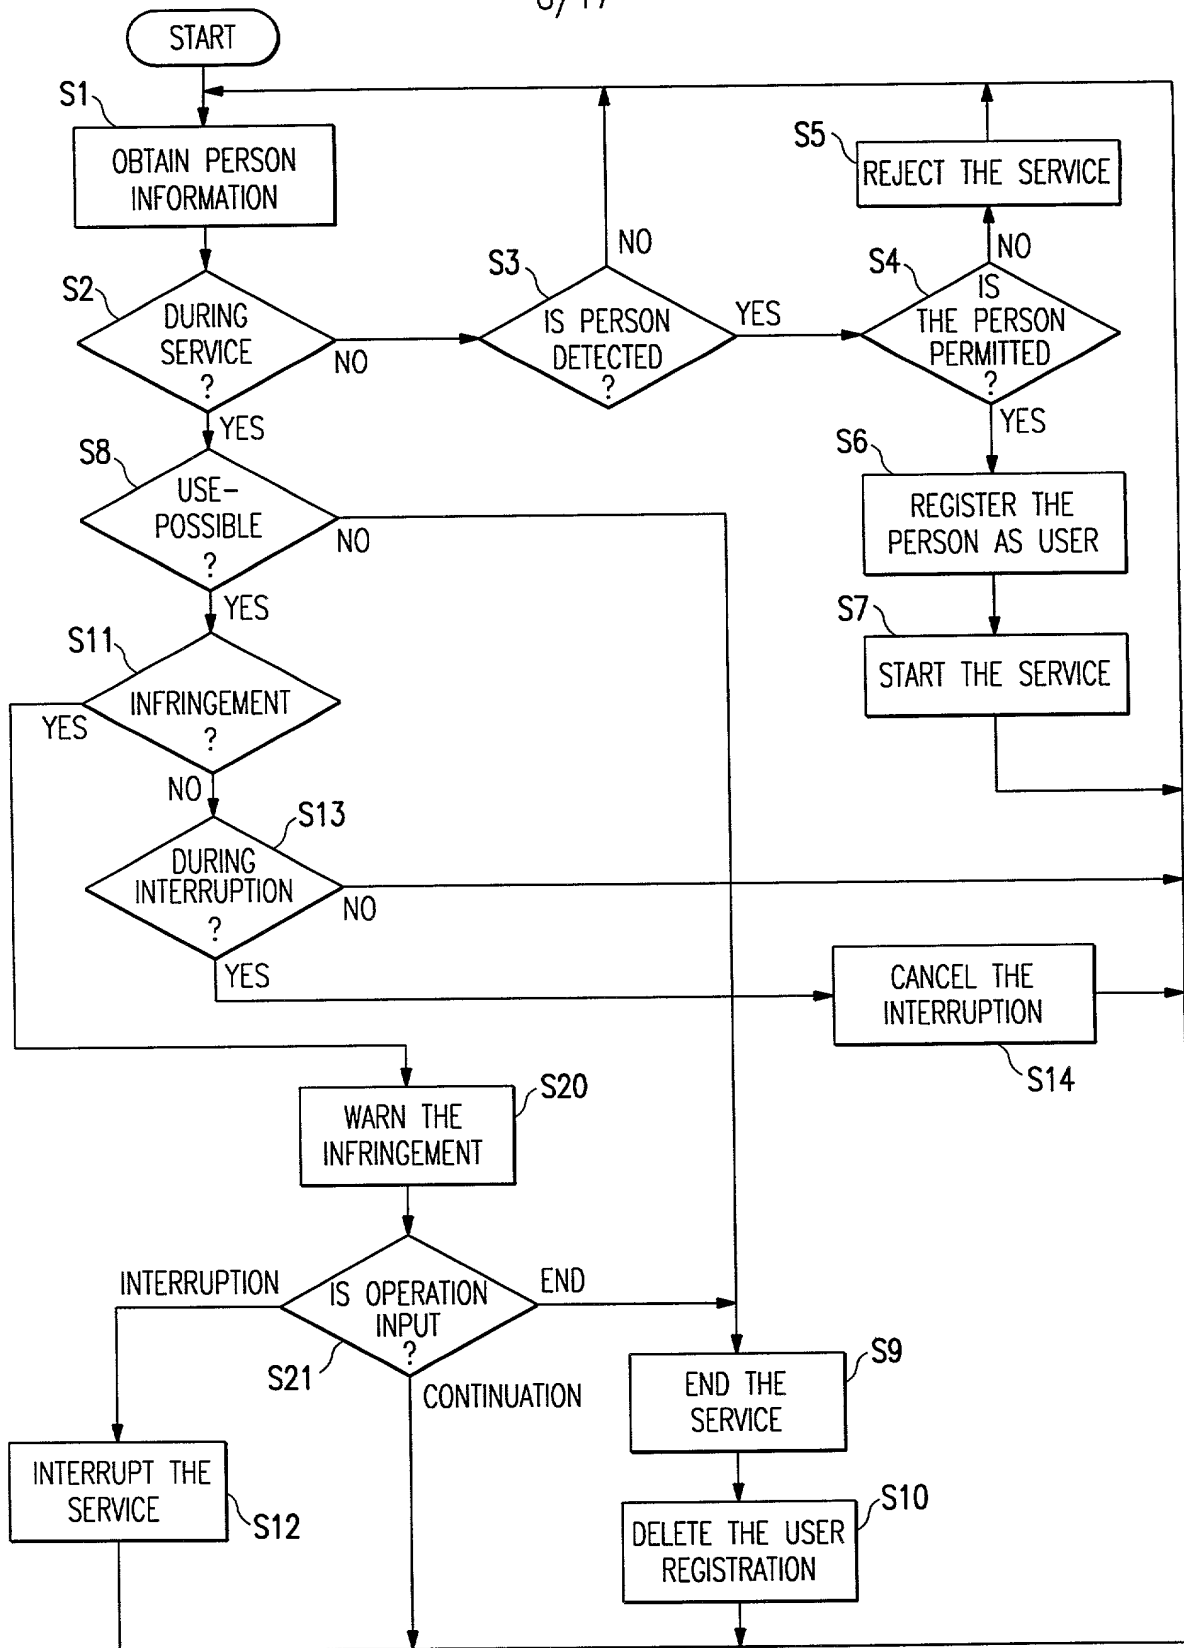 START
S1
OBTAIN PERSON
INFORMATION
S5
REJECT THE SERVICE
S2
DURING
SERVICE
?
NO
YES
S3
IS PERSON
DETECTED
?
NO
YES
S4
IS
THE PERSON
PERMITTED
?
NO
YES
S6
REGISTER THE
PERSON AS USER
S7
START THE SERVICE
S8
USE-
POSSIBLE
?
NO
YES
S11
INFRINGEMENT
?
YES
NO
S13
DURING
INTERRUPTION
?
NO
YES
CANCEL THE
INTERRUPTION
S14
S20
WARN THE
INFRINGEMENT
INTERRUPTION
IS OPERATION
INPUT
?
END
S21
CONTINUATION
S9
END THE
SERVICE
INTERRUPT THE
SERVICE
S12
S10
DELETE THE USER
REGISTRATION